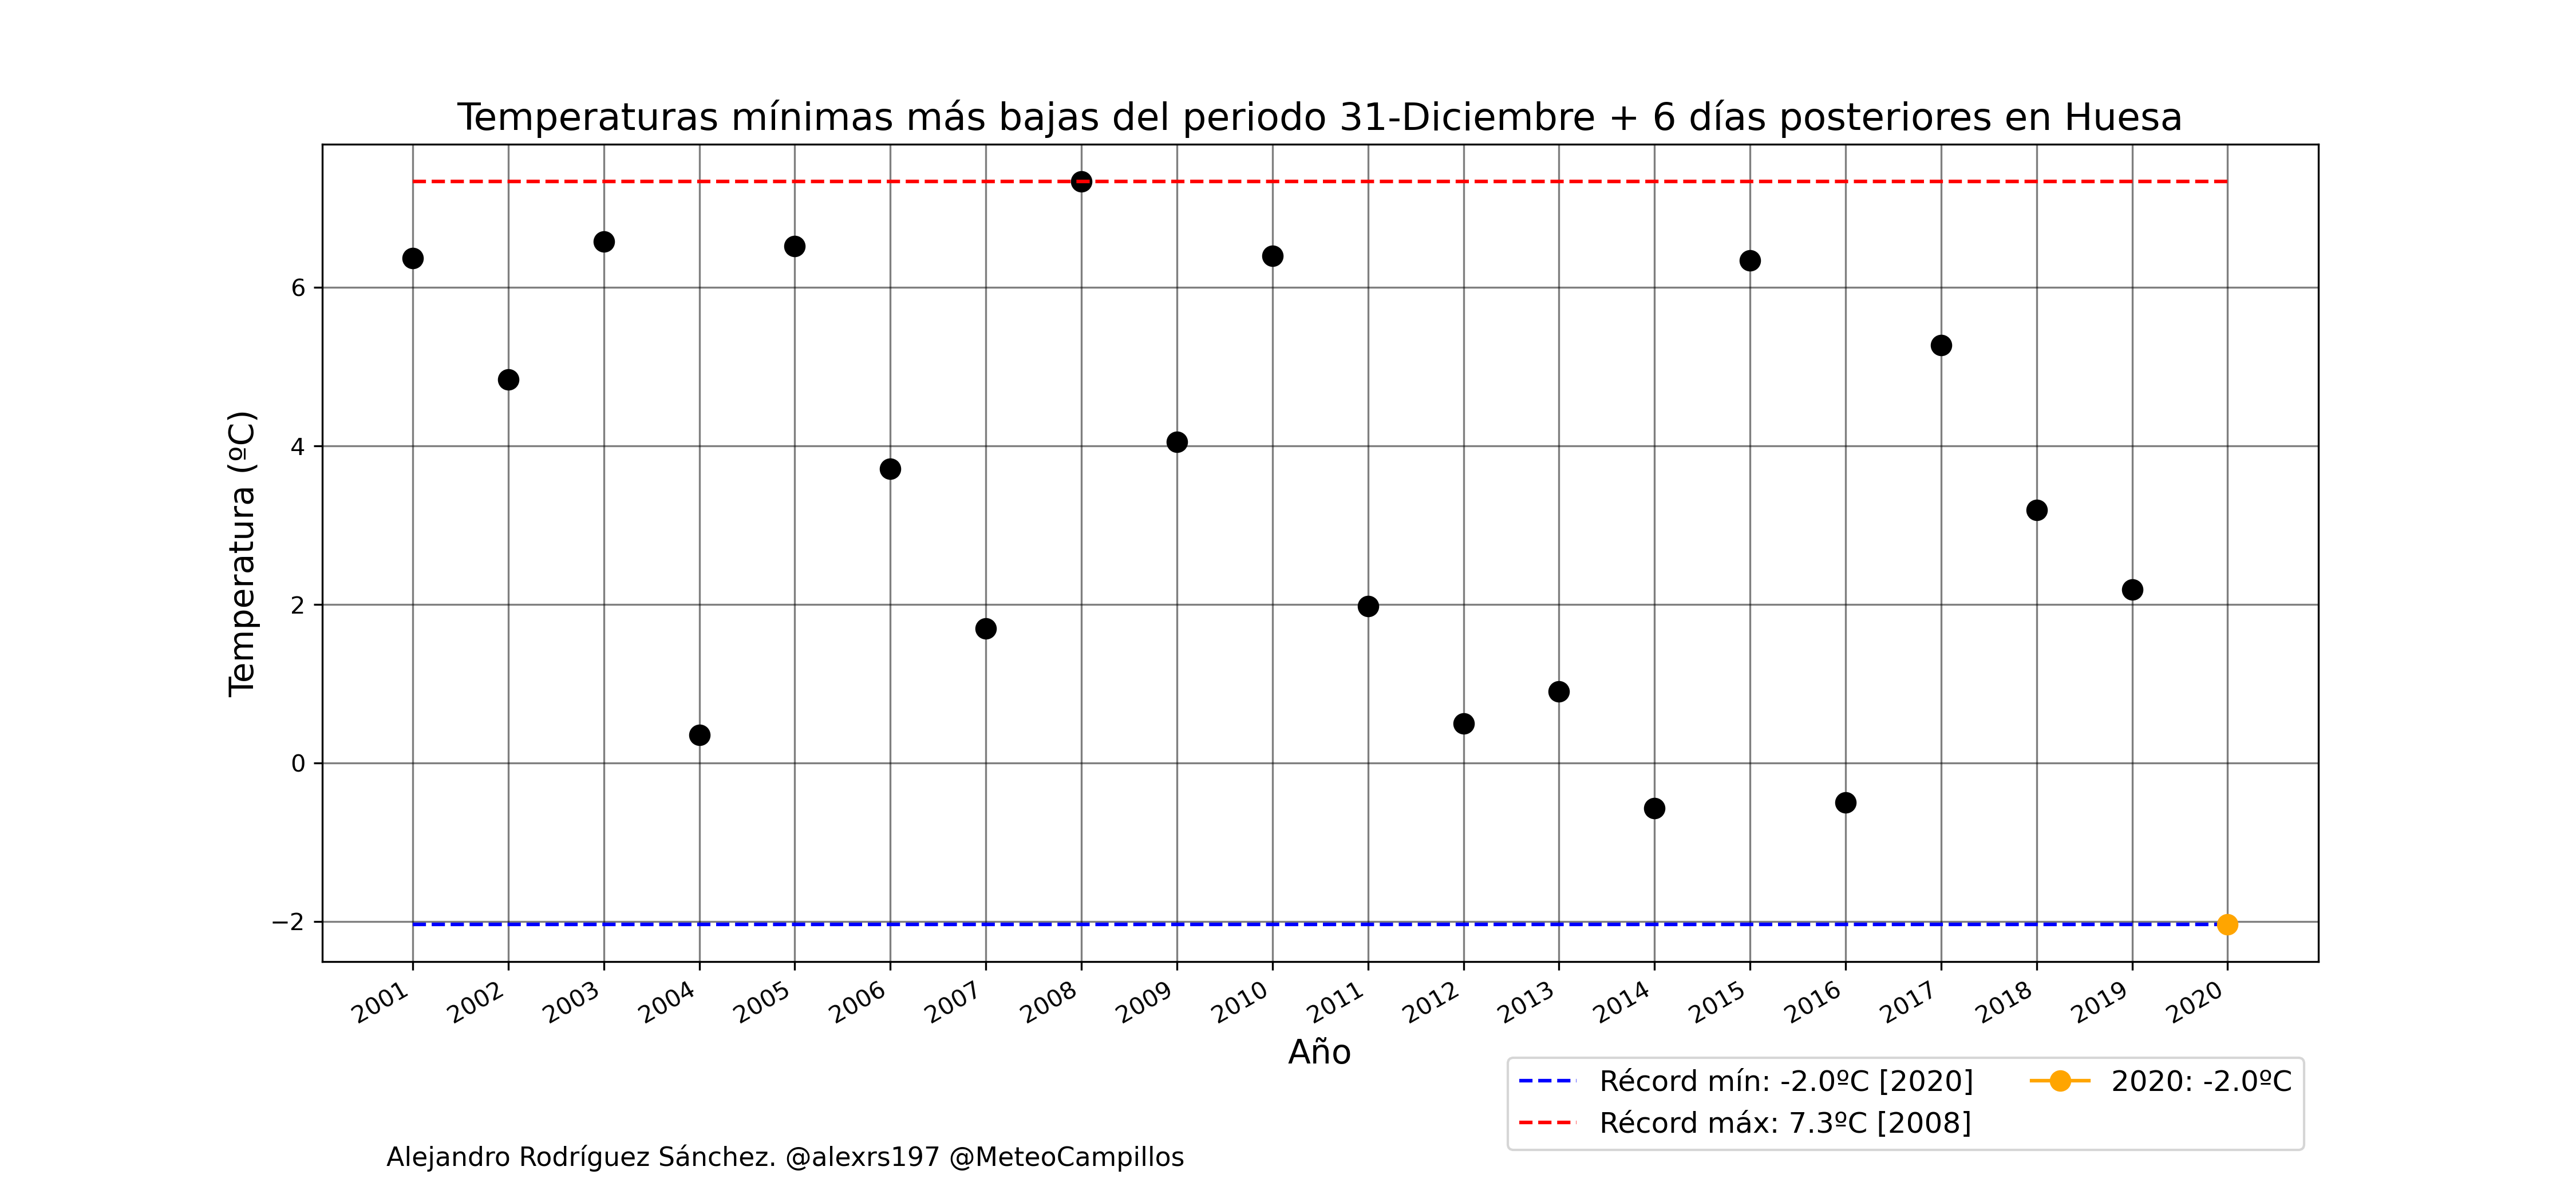 Temperaturas mínimas más bajas del periodo 31-Diciembre + 6 días posteriores en Huesa
Temperatura (ºC)
6
4
2
0
−2
2001 2002 2003 2004 2005 2006 2007 2008 2009 2010 2011 2012 2013 2014 2015 2016 2017 2018 2019 2020
Año
Récord mín: -2.0ºC [2020]
Récord máx: 7.3ºC [2008]
2020: -2.0ºC
Alejandro Rodríguez Sánchez. @alexrs197 @MeteoCampillos